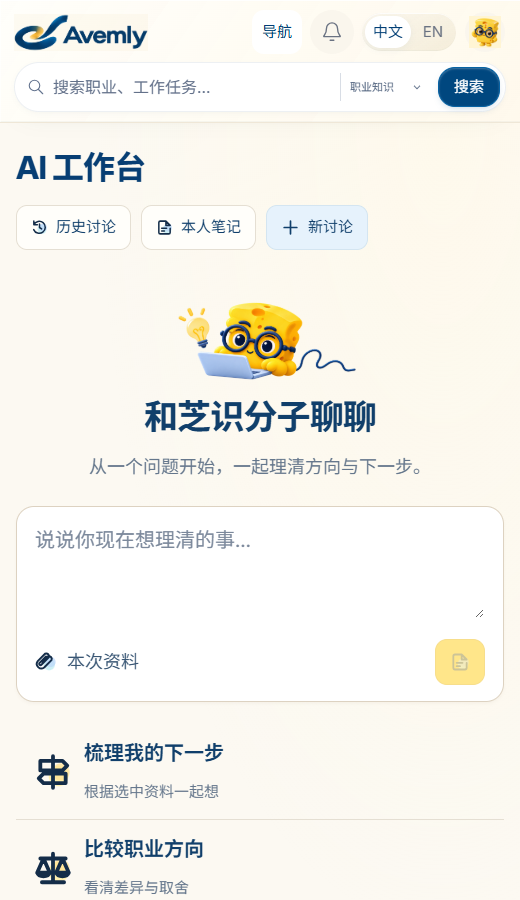 Avemly
导航
中文
EN
搜索职业、工作任务...
职业知识
搜索
AI 工作台
历史讨论
本人笔记
新讨论
和芝识分子聊聊
从一个问题开始，一起理清方向与下一步。
说说你现在想理清的事...
本次资料
梳理我的下一步
根据选中资料一起想
比较职业方向
看清差异与取舍